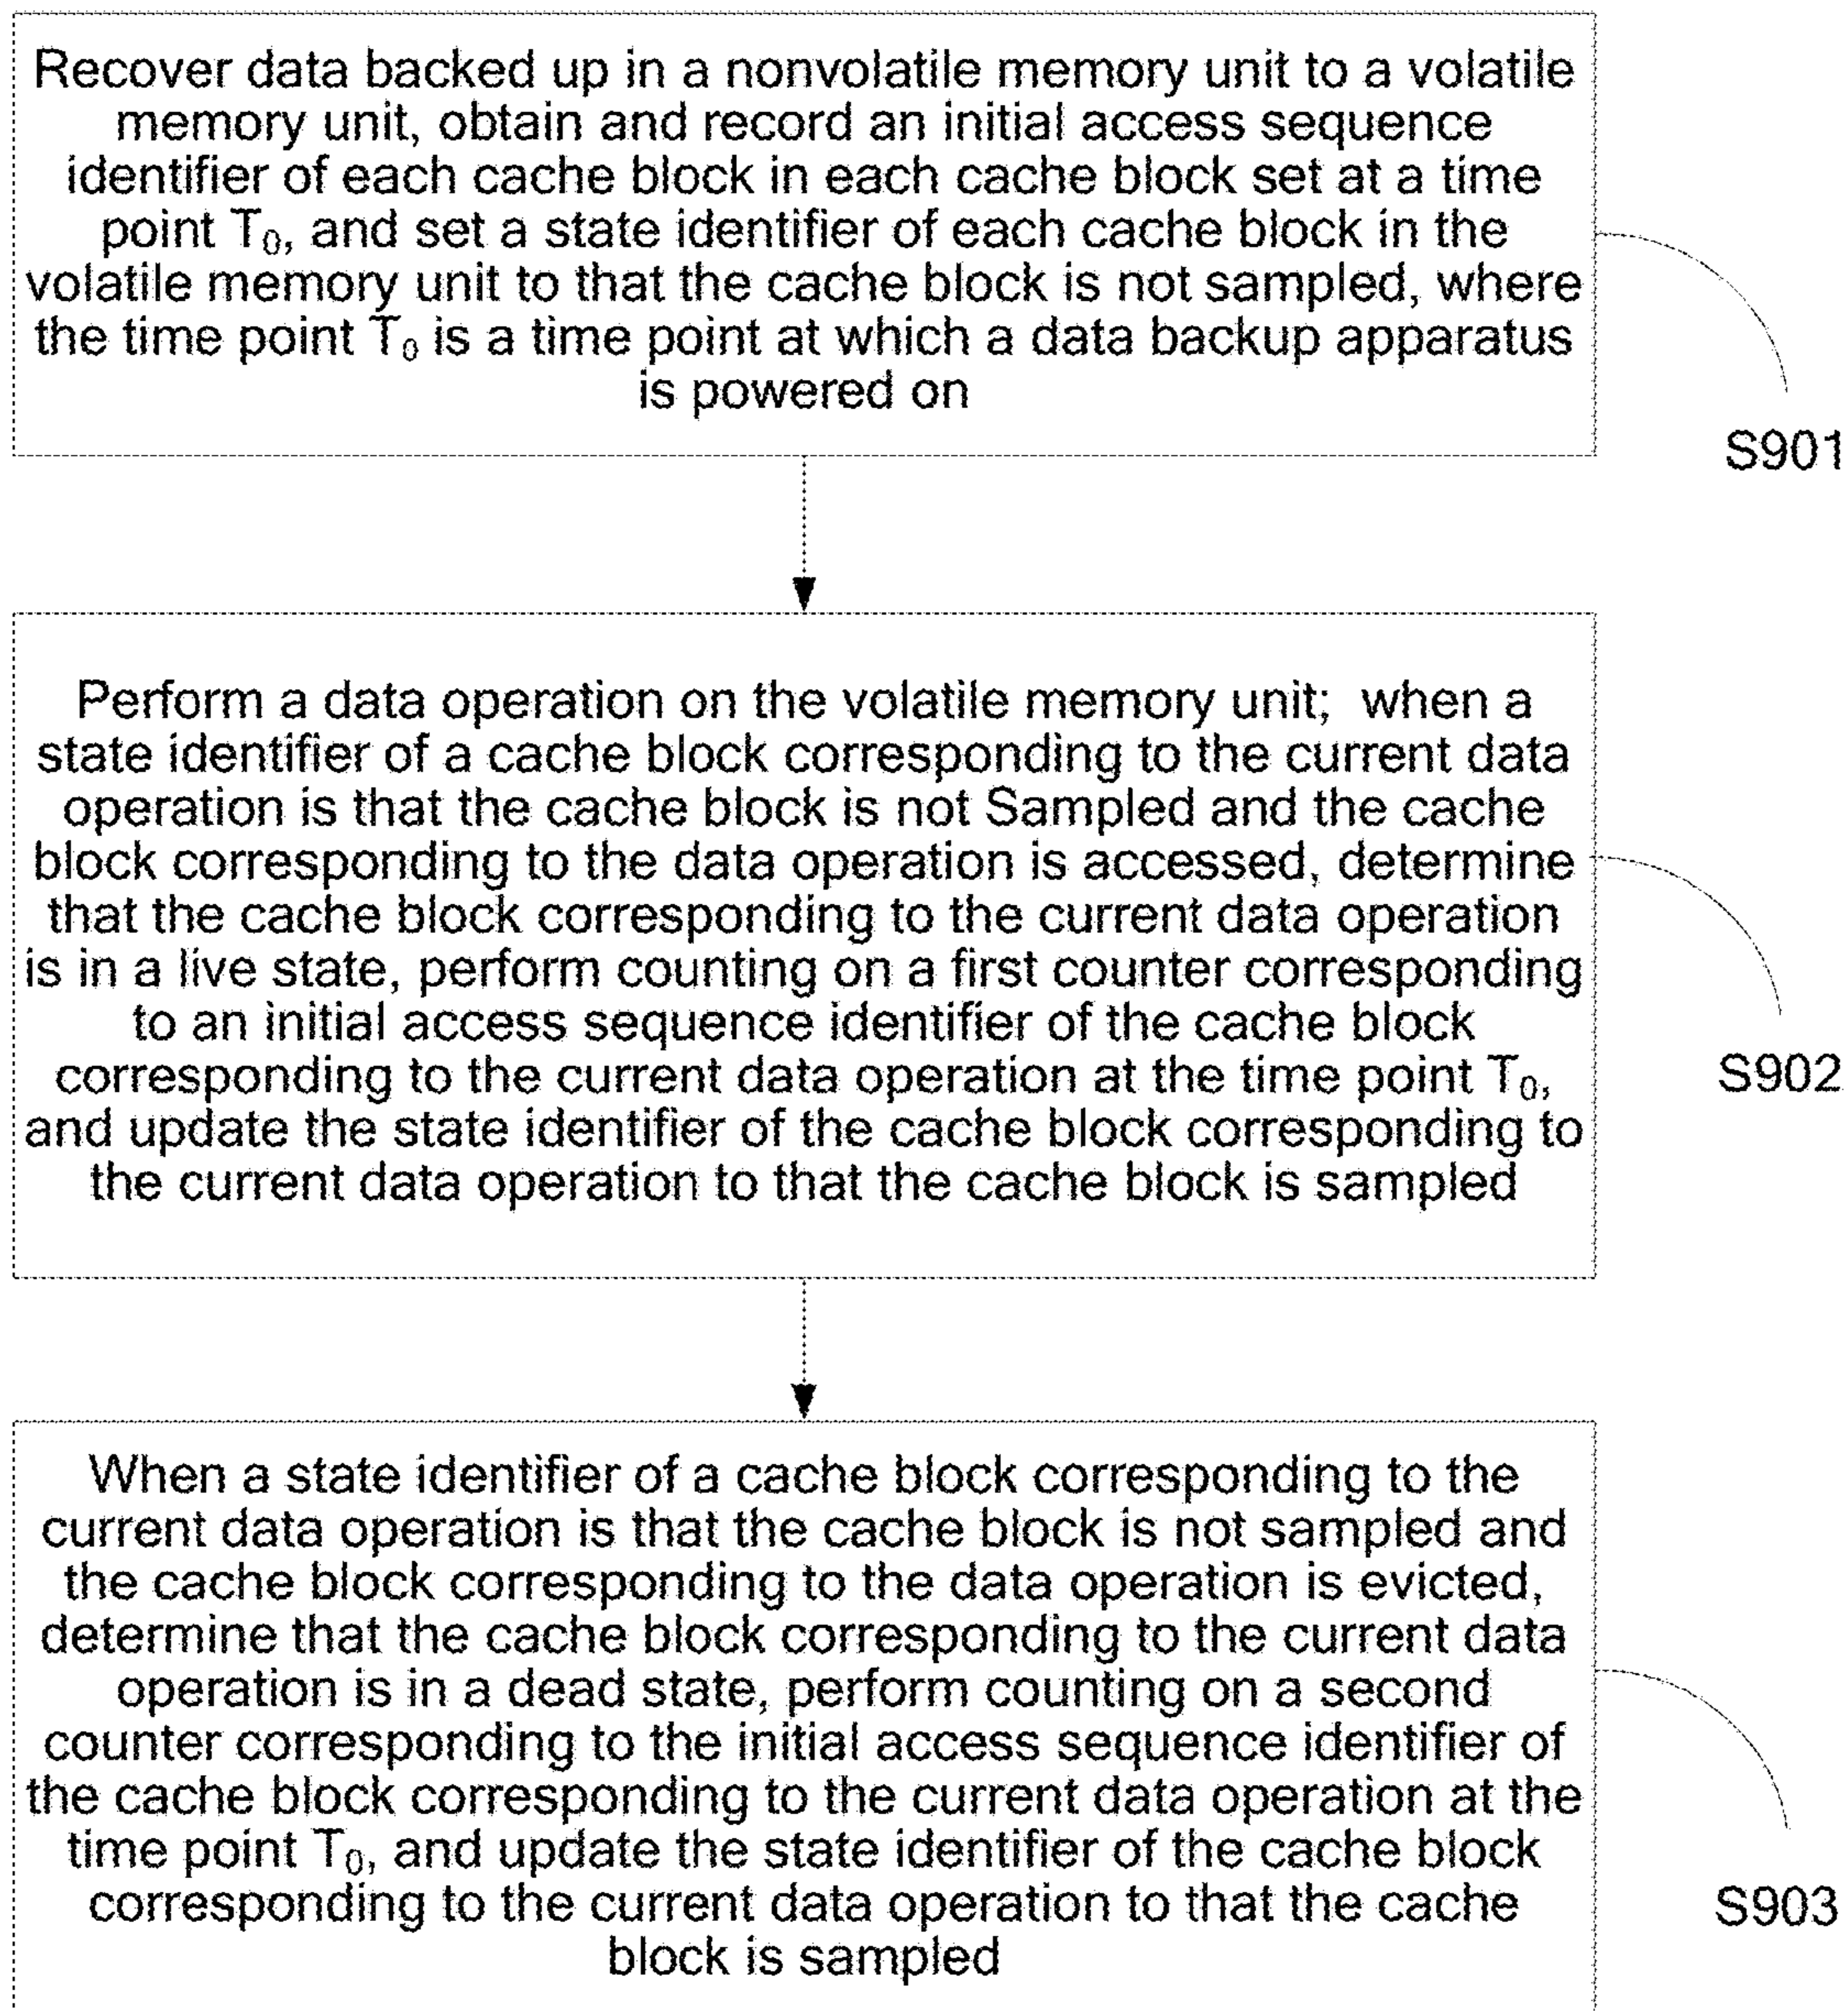 Recover data backed up in a nonvolatile memory unit to a volatile
memory unit, obtain and record an initial access sequence
identifier of each cache block in each cache block set at a time
point T₀, and set a state identifier of each cache block in the
volatile memory unit to that the cache block is not sampled, where
the time point T₀ is a time point at which a data backup apparatus
is powered on
S901
Perform a data operation on the volatile memory unit; when a
state identifier of a cache block corresponding to the current data
operation is that the cache block is not Sampled and the cache
block corresponding to the data operation is accessed, determine
that the cache block corresponding to the current data operation
is in a live state, perform counting on a first counter corresponding
to an initial access sequence identifier of the cache block
corresponding to the current data operation at the time point T₀,
and update the state identifier of the cache block corresponding to
the current data operation to that the cache block is sampled
S902
When a state identifier of a cache block corresponding to the
current data operation is that the cache block is not sampled and
the cache block corresponding to the data operation is evicted,
determine that the cache block corresponding to the current data
operation is in a dead state, perform counting on a second
counter corresponding to the initial access sequence identifier of
the cache block corresponding to the current data operation at the
time point T₀, and update the state identifier of the cache block
corresponding to the current data operation to that the cache
block is sampled
S903